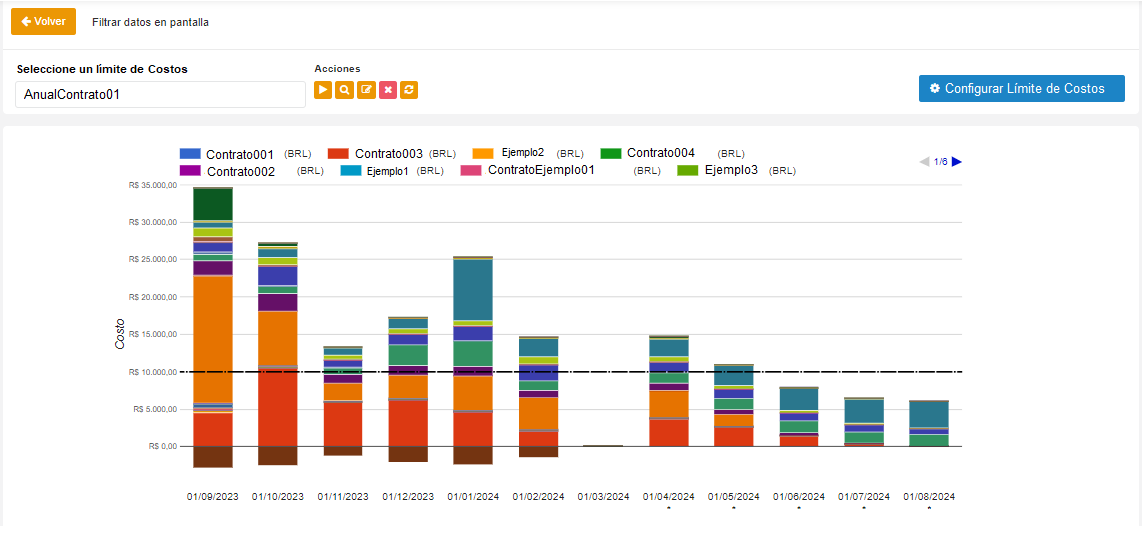 Volver
Filtrar datos en pantalla
Seleccione un límite de Costos
Acciones
AnualContrato01
Configurar Límite de Costos
Contrato001 (BRL) Contrato003 (BRL) Ejemplo2 (BRL) Contrato004 (BRL)
1/6
Contrato002 (BRL) Ejemplo1 (BRL) ContratoEjemplo01 (BRL) Ejemplo3 (BRL)
R$ 35.000,00
R$ 30.000,00
R$ 25.000,00
R$ 20.000,00
R$ 15.000,00
R$ 10.000,00
R$ 5.000,00
R$ 0,00
Costo
01/09/2023 01/10/2023 01/11/2023 01/12/2023 01/01/2024 01/02/2024 01/03/2024 01/04/2024 01/05/2024 01/06/2024 01/07/2024 01/08/2024
* * * * *